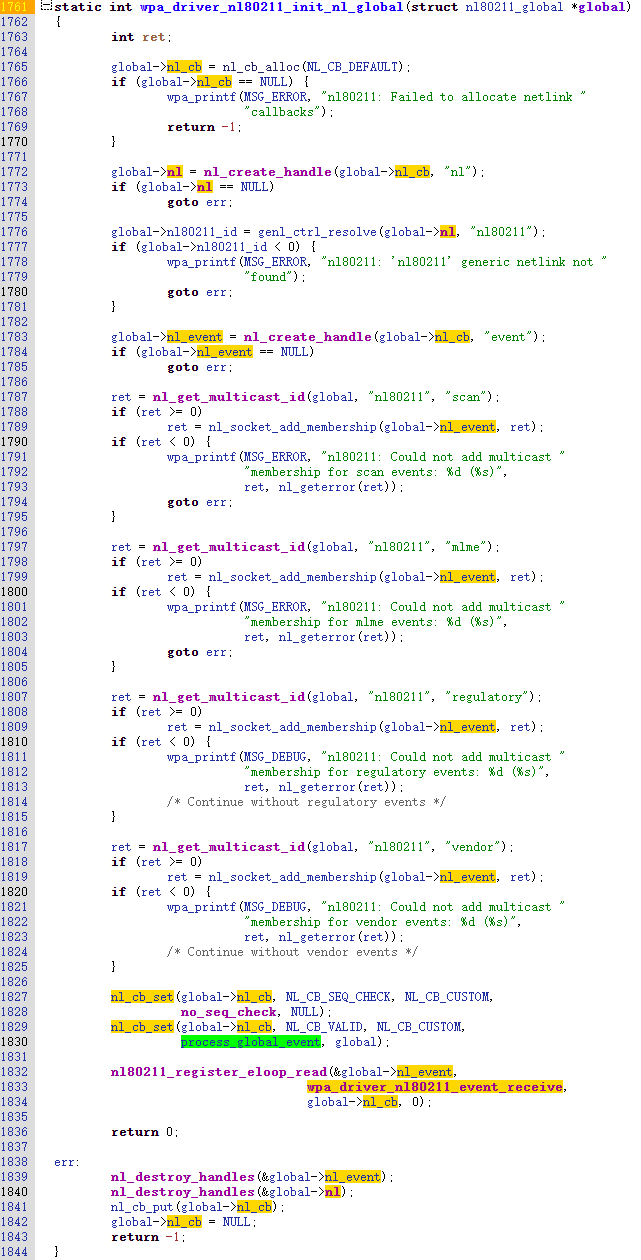 1761 static int wpa_driver_nl80211_init_nl_global(struct nl80211_global *global)
1762 {
1763 int ret;
1764
1765 global->nl_cb = nl_cb_alloc(NL_CB_DEFAULT);
1766 if (global->nl_cb == NULL) {
1767 wpa_printf(MSG_ERROR, "nl80211: Failed to allocate netlink "
1768 "callbacks");
1769 return -1;
1770 }
1771
1772 global->nl = nl_create_handle(global->nl_cb, "nl");
1773 if (global->nl == NULL)
1774 goto err;
1775
1776 global->nl80211_id = genl_ctrl_resolve(global->nl, "nl80211");
1777 if (global->nl80211_id < 0) {
1778 wpa_printf(MSG_ERROR, "nl80211: 'nl80211' generic netlink not "
1779 "found");
1780 goto err;
1781 }
1782
1783 global->nl_event = nl_create_handle(global->nl_cb, "event");
1784 if (global->nl_event == NULL)
1785 goto err;
1786
1787 ret = nl_get_multicast_id(global, "nl80211", "scan");
1788 if (ret >= 0)
1789 ret = nl_socket_add_membership(global->nl_event, ret);
1790 if (ret < 0) {
1791 wpa_printf(MSG_ERROR, "nl80211: Could not add multicast "
1792 "membership for scan events: %d (%s)",
1793 ret, nl_geterror(ret));
1794 goto err;
1795 }
1796
1797 ret = nl_get_multicast_id(global, "nl80211", "mlme");
1798 if (ret >= 0)
1799 ret = nl_socket_add_membership(global->nl_event, ret);
1800 if (ret < 0) {
1801 wpa_printf(MSG_ERROR, "nl80211: Could not add multicast "
1802 "membership for mlme events: %d (%s)",
1803 ret, nl_geterror(ret));
1804 goto err;
1805 }
1806
1807 ret = nl_get_multicast_id(global, "nl80211", "regulatory");
1808 if (ret >= 0)
1809 ret = nl_socket_add_membership(global->nl_event, ret);
1810 if (ret < 0) {
1811 wpa_printf(MSG_DEBUG, "nl80211: Could not add multicast "
1812 "membership for regulatory events: %d (%s)",
1813 ret, nl_geterror(ret));
1814 /* Continue without regulatory events */
1815 }
1816
1817 ret = nl_get_multicast_id(global, "nl80211", "vendor");
1818 if (ret >= 0)
1819 ret = nl_socket_add_membership(global->nl_event, ret);
1820 if (ret < 0) {
1821 wpa_printf(MSG_DEBUG, "nl80211: Could not add multicast "
1822 "membership for vendor events: %d (%s)",
1823 ret, nl_geterror(ret));
1824 /* Continue without vendor events */
1825 }
1826
1827 nl_cb_set(global->nl_cb, NL_CB_SEQ_CHECK, NL_CB_CUSTOM,
1828 no_seq_check, NULL);
1829 nl_cb_set(global->nl_cb, NL_CB_VALID, NL_CB_CUSTOM,
1830 process_global_event, global);
1831
1832 nl80211_register_eloop_read(&global->nl_event,
1833 wpa_driver_nl80211_event_receive,
1834 global->nl_cb, 0);
1835
1836 return 0;
1837
1838 err:
1839 nl_destroy_handles(&global->nl_event);
1840 nl_destroy_handles(&global->nl);
1841 nl_cb_put(global->nl_cb);
1842 global->nl_cb = NULL;
1843 return -1;
1844 }